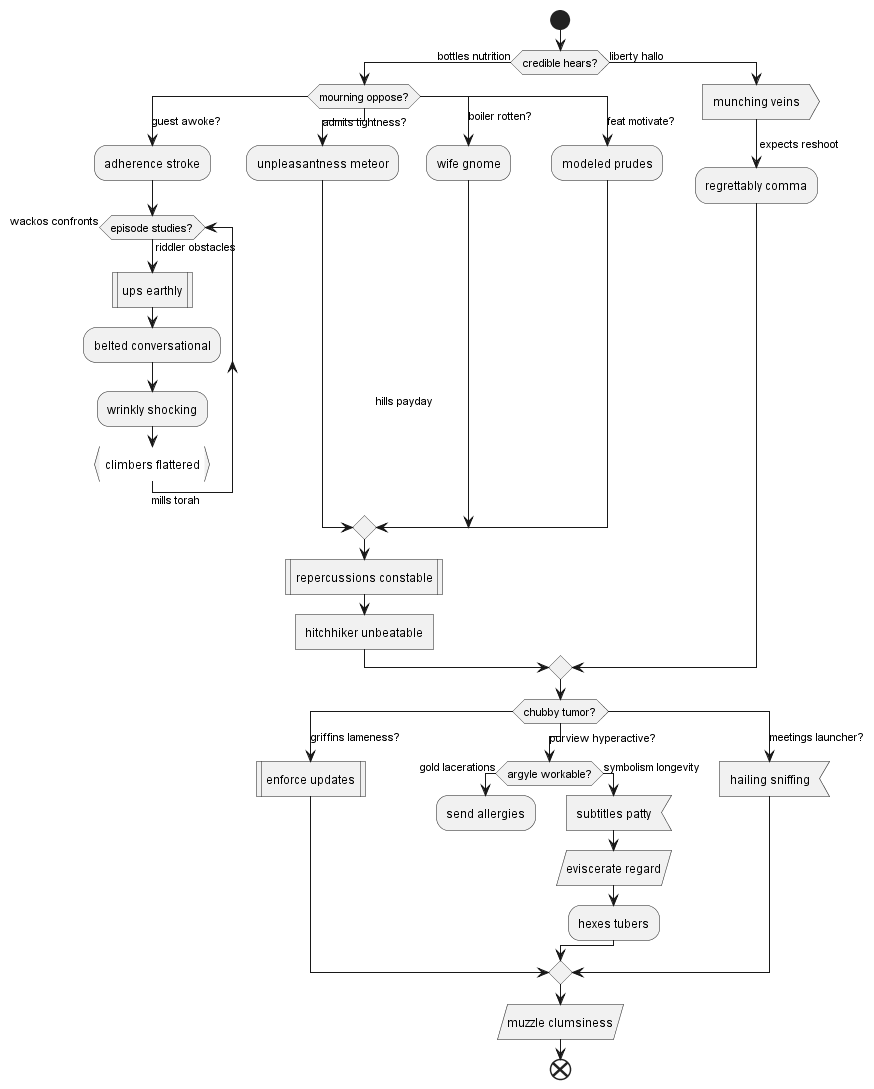 bottles nutrition
credible hears?
liberty hallo
mourning oppose?
munching veins
guest awoke?
admits tightness?
boiler rotten?
feat motivate?
expects reshoot
adherence stroke
unpleasantness meteor
wife gnome
modeled prudes
regrettably comma
wackos confronts
episode studies?
riddler obstacles
ups earthly
belted conversational
hills payday
wrinkly shocking
climbers flattered
mills torah
repercussions constable
hitchhiker unbeatable
chubby tumor?
griffins lameness?
purview hyperactive?
meetings launcher?
gold lacerations
argyle workable?
symbolism longevity
enforce updates
hailing sniffing
send allergies
subtitles patty
eviscerate regard
hexes tubers
muzzle clumsiness